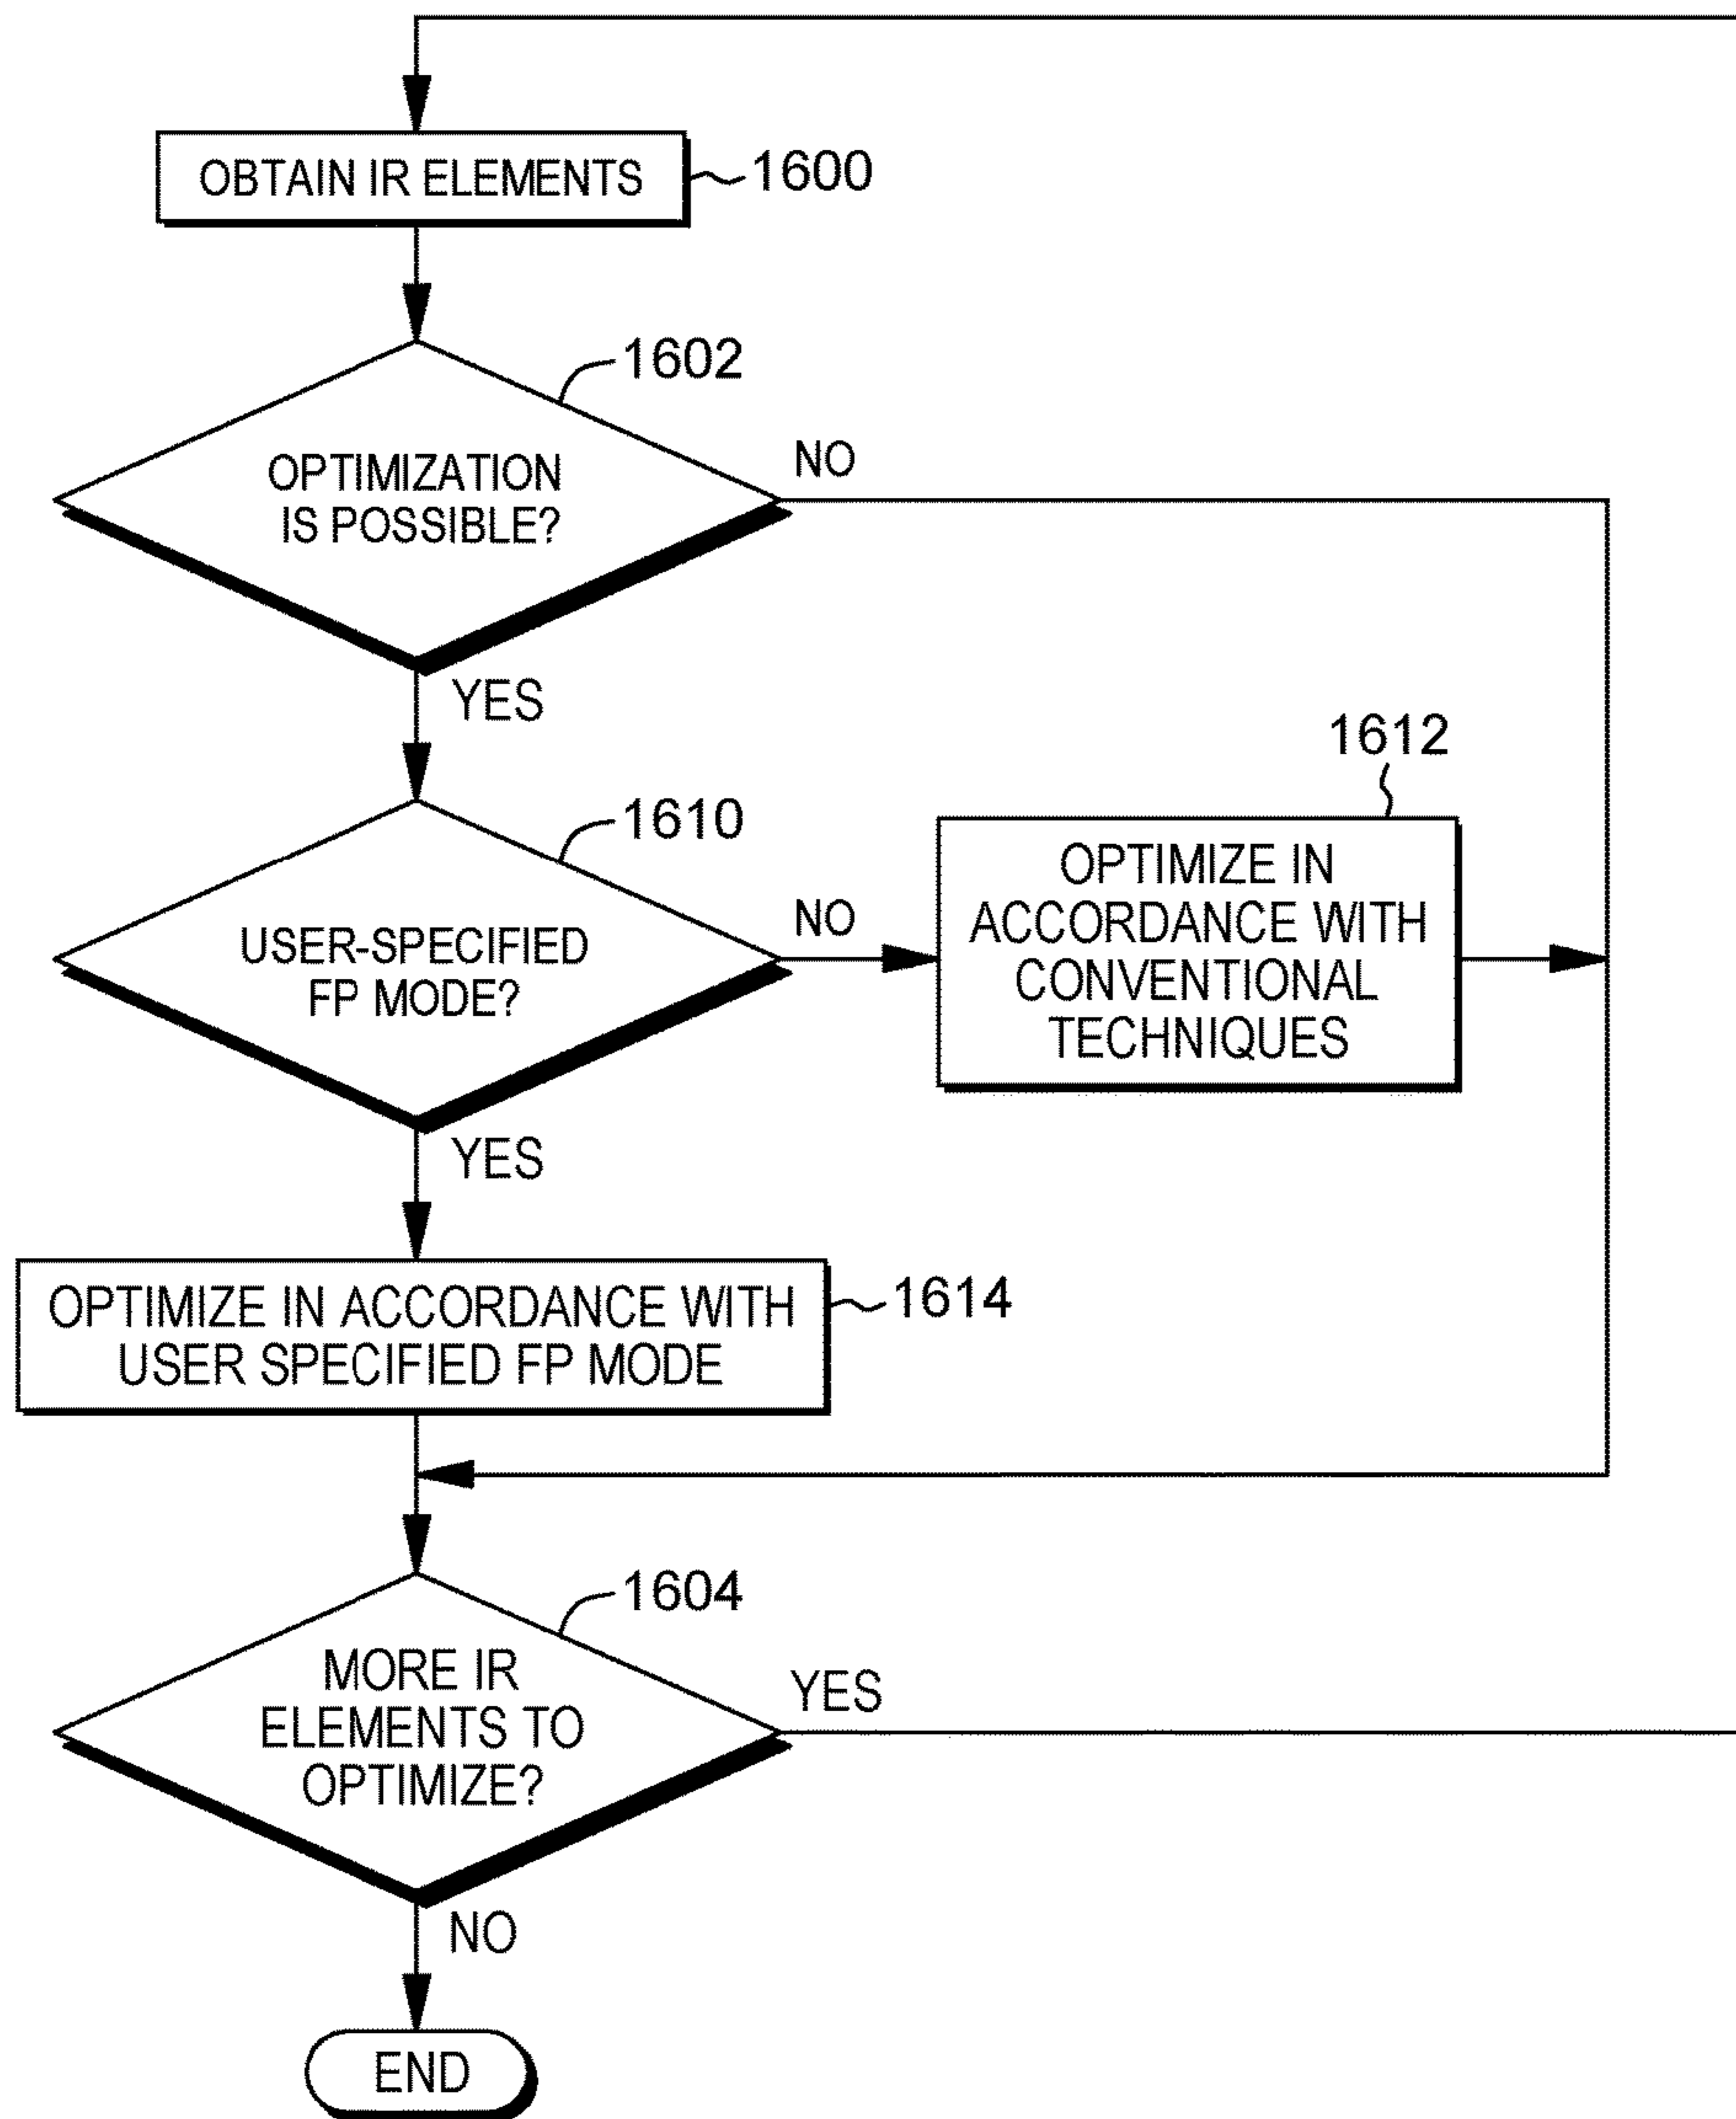 OBTAIN IR ELEMENTS
1600
1602
OPTIMIZATION
IS POSSIBLE?
NO
YES
1610
USER-SPECIFIED
FP MODE?
NO
1612
OPTIMIZE IN
ACCORDANCE WITH
CONVENTIONAL
TECHNIQUES
YES
OPTIMIZE IN ACCORDANCE WITH
USER SPECIFIED FP MODE
1614
1604
MORE IR
ELEMENTS TO
OPTIMIZE?
YES
NO
END